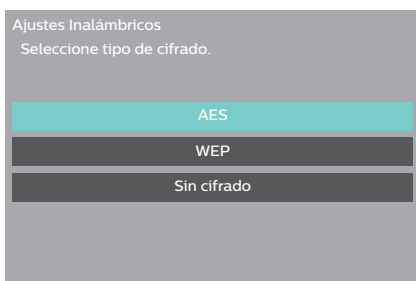 Ajustes Inalámbricos
Seleccione tipo de cifrado.
AES
WEP
Sin cifrado